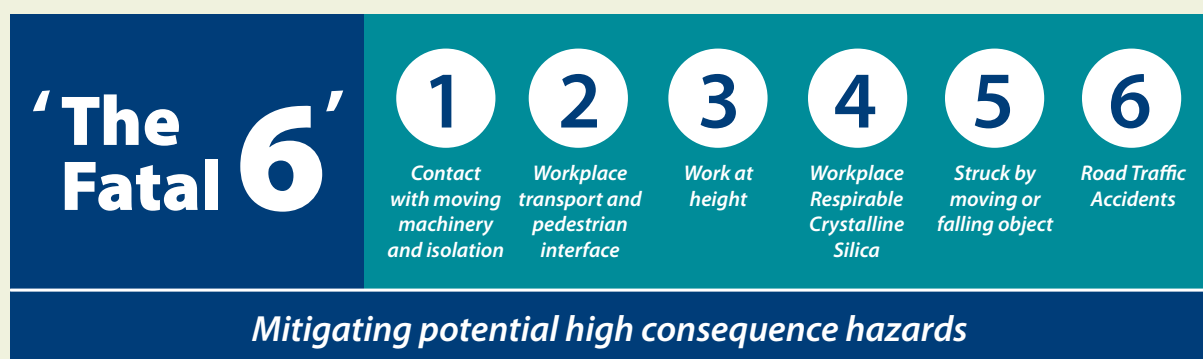 ‘The
Fatal 6’
1
Contact
with moving
machinery
and isolation
2
Workplace
transport and
pedestrian
interface
3
Work at
height
4
Workplace
Respirable
Crystalline
Silica
5
Struck by
moving or
falling object
6
Road Traffic
Accidents
Mitigating potential high consequence hazards